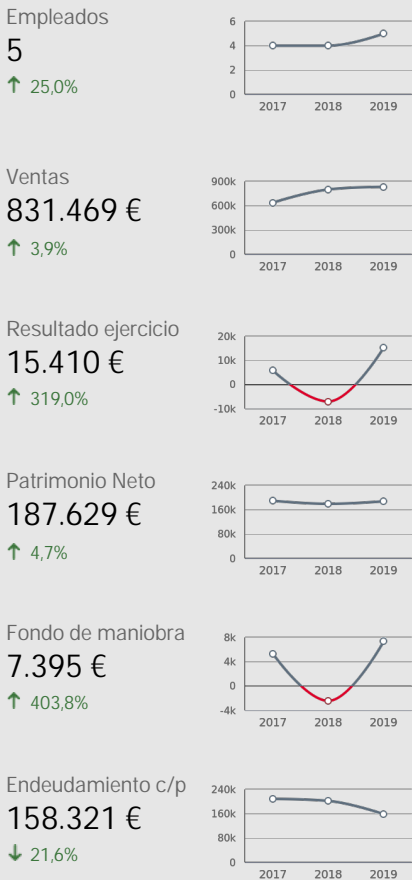 Empleados
5
↑ 25,0%
6
4
2
0
2017 2018 2019
Ventas
831.469 €
↑ 3,9%
900k
600k
300k
0
2017 2018 2019
Resultado ejercicio
15.410 €
↑ 319,0%
20k
10k
0
-10k
2017 2018 2019
Patrimonio Neto
187.629 €
↑ 4,7%
240k
160k
80k
0
2017 2018 2019
Fondo de maniobra
7.395 €
↑ 403,8%
8k
4k
0
-4k
2017 2018 2019
Endeudamiento c/p
158.321 €
↓ 21,6%
240k
160k
80k
0
2017 2018 2019